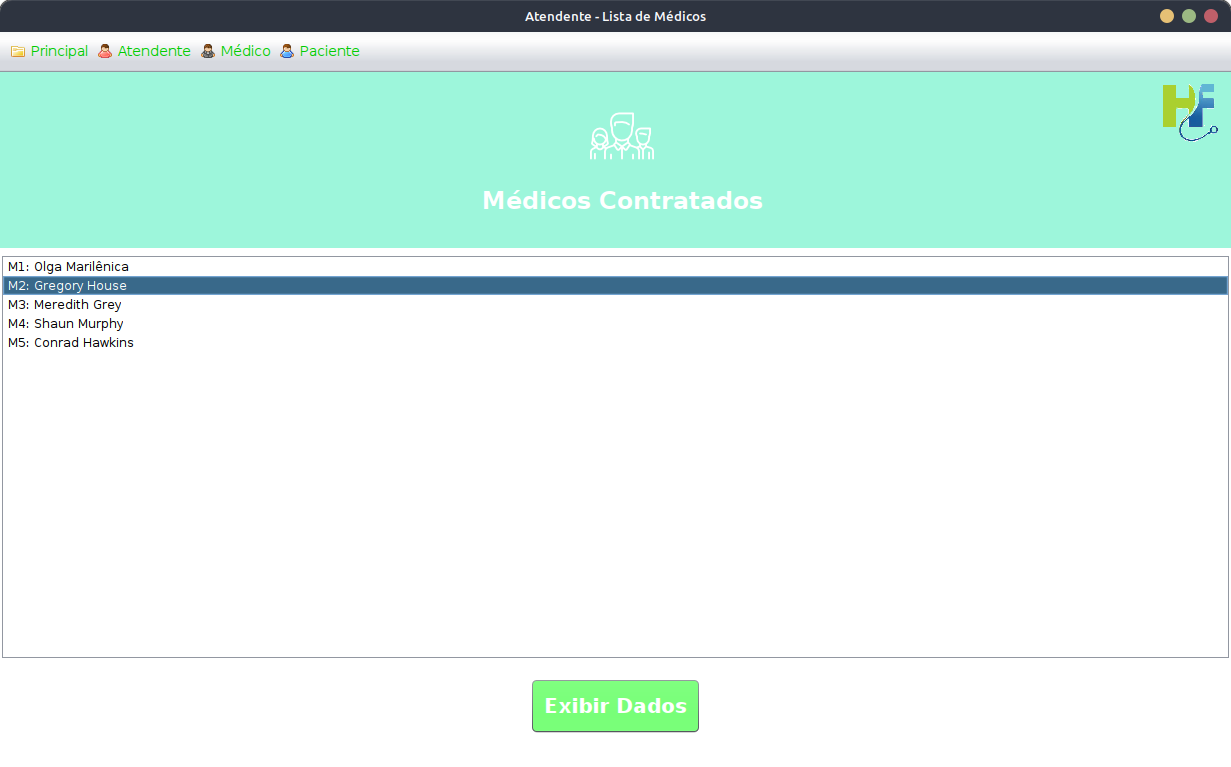 Atendente - Lista de Médicos
Principal Atendente Médico Paciente
HF
Médicos Contratados
M1: Olga Marilênica
M2: Gregory House
M3: Meredith Grey
M4: Shaun Murphy
M5: Conrad Hawkins
Exibir Dados